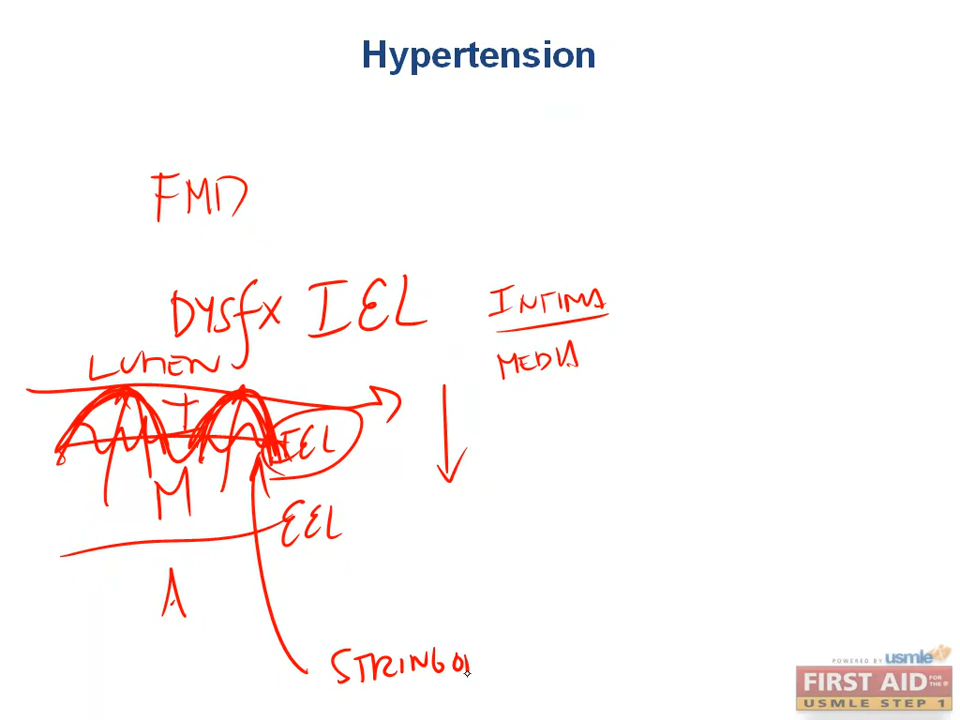 Hypertension
FMD
DYSfx IEL
INTIMA
MEDIA
LUMEN
I
IEL
M
EEL
A
STRING O
POWERED BY usmle
FIRST AID FOR THE
USMLE STEP 1